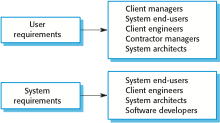 User
requirements
Client managers
System end-users
Client engineers
Contractor managers
System architects
System
requirements
System end-users
Client engineers
System architects
Software developers